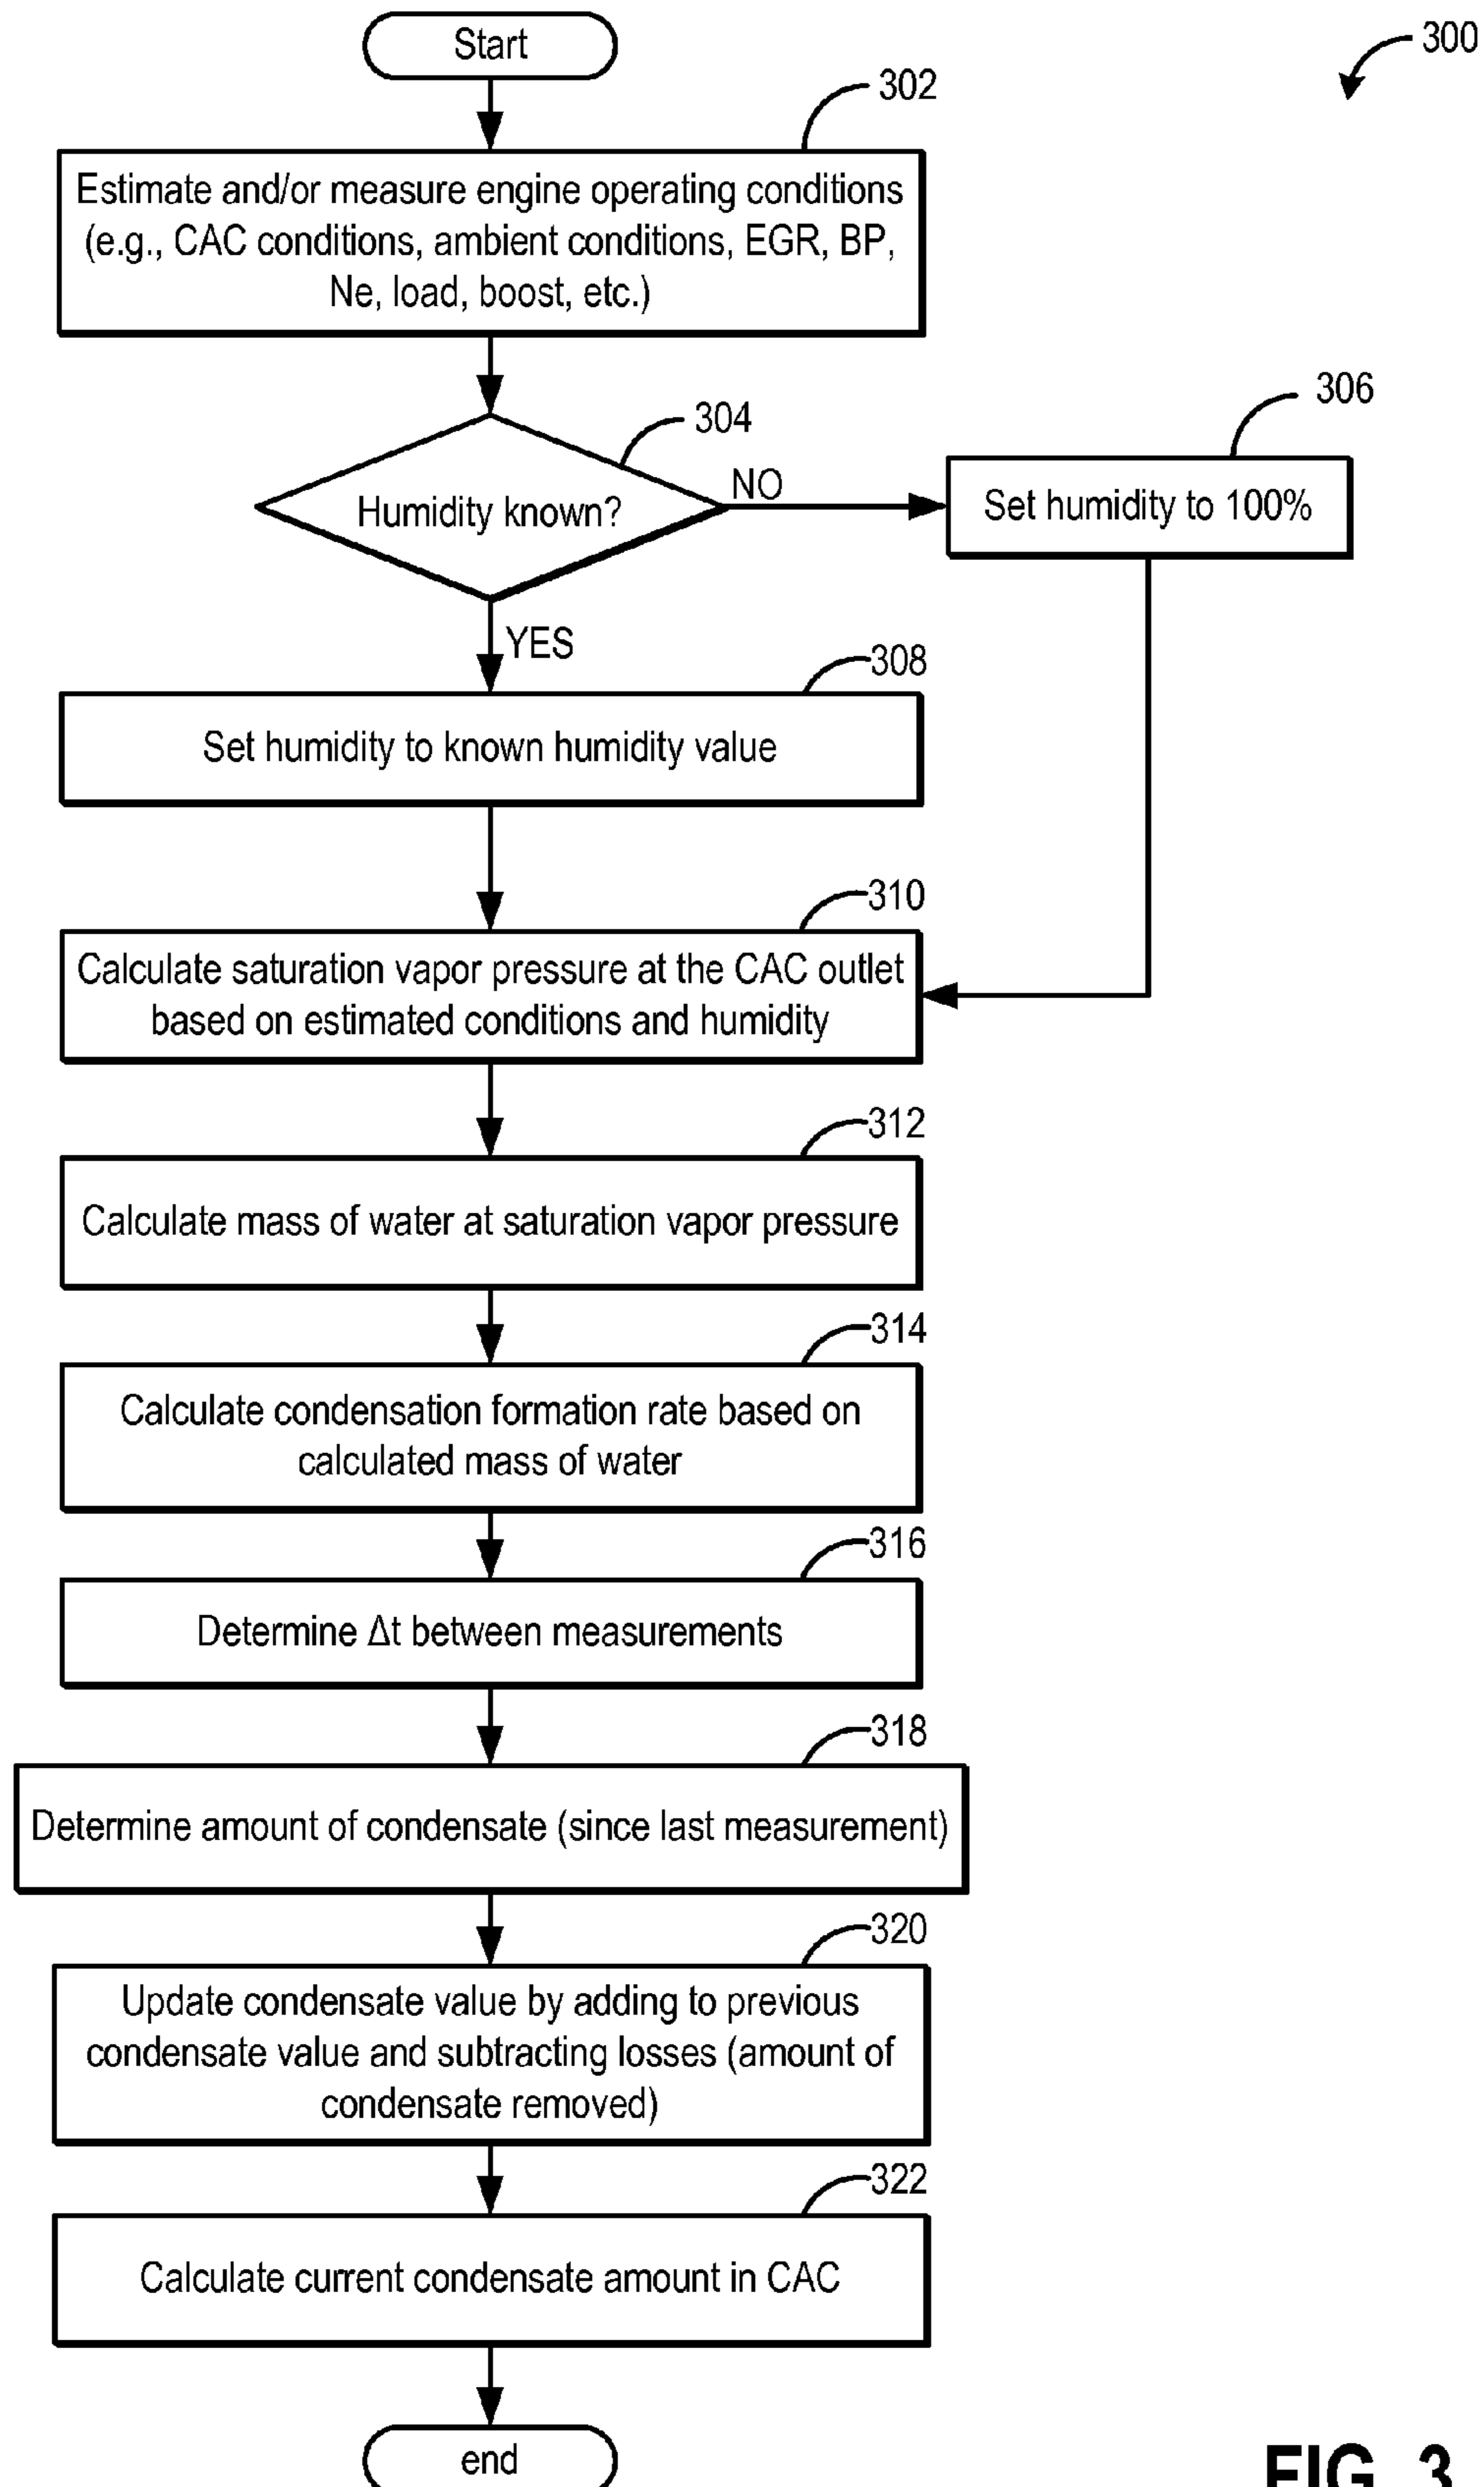 Start
300
302
Estimate and/or measure engine operating conditions
(e.g., CAC conditions, ambient conditions, EGR, BP,
Ne, load, boost, etc.)
304
306
Humidity known?
NO
Set humidity to 100%
YES
308
Set humidity to known humidity value
310
Calculate saturation vapor pressure at the CAC outlet
based on estimated conditions and humidity
312
Calculate mass of water at saturation vapor pressure
314
Calculate condensation formation rate based on
calculated mass of water
316
Determine Δt between measurements
318
Determine amount of condensate (since last measurement)
320
Update condensate value by adding to previous
condensate value and subtracting losses (amount of
condensate removed)
322
Calculate current condensate amount in CAC
end
FIG. 3